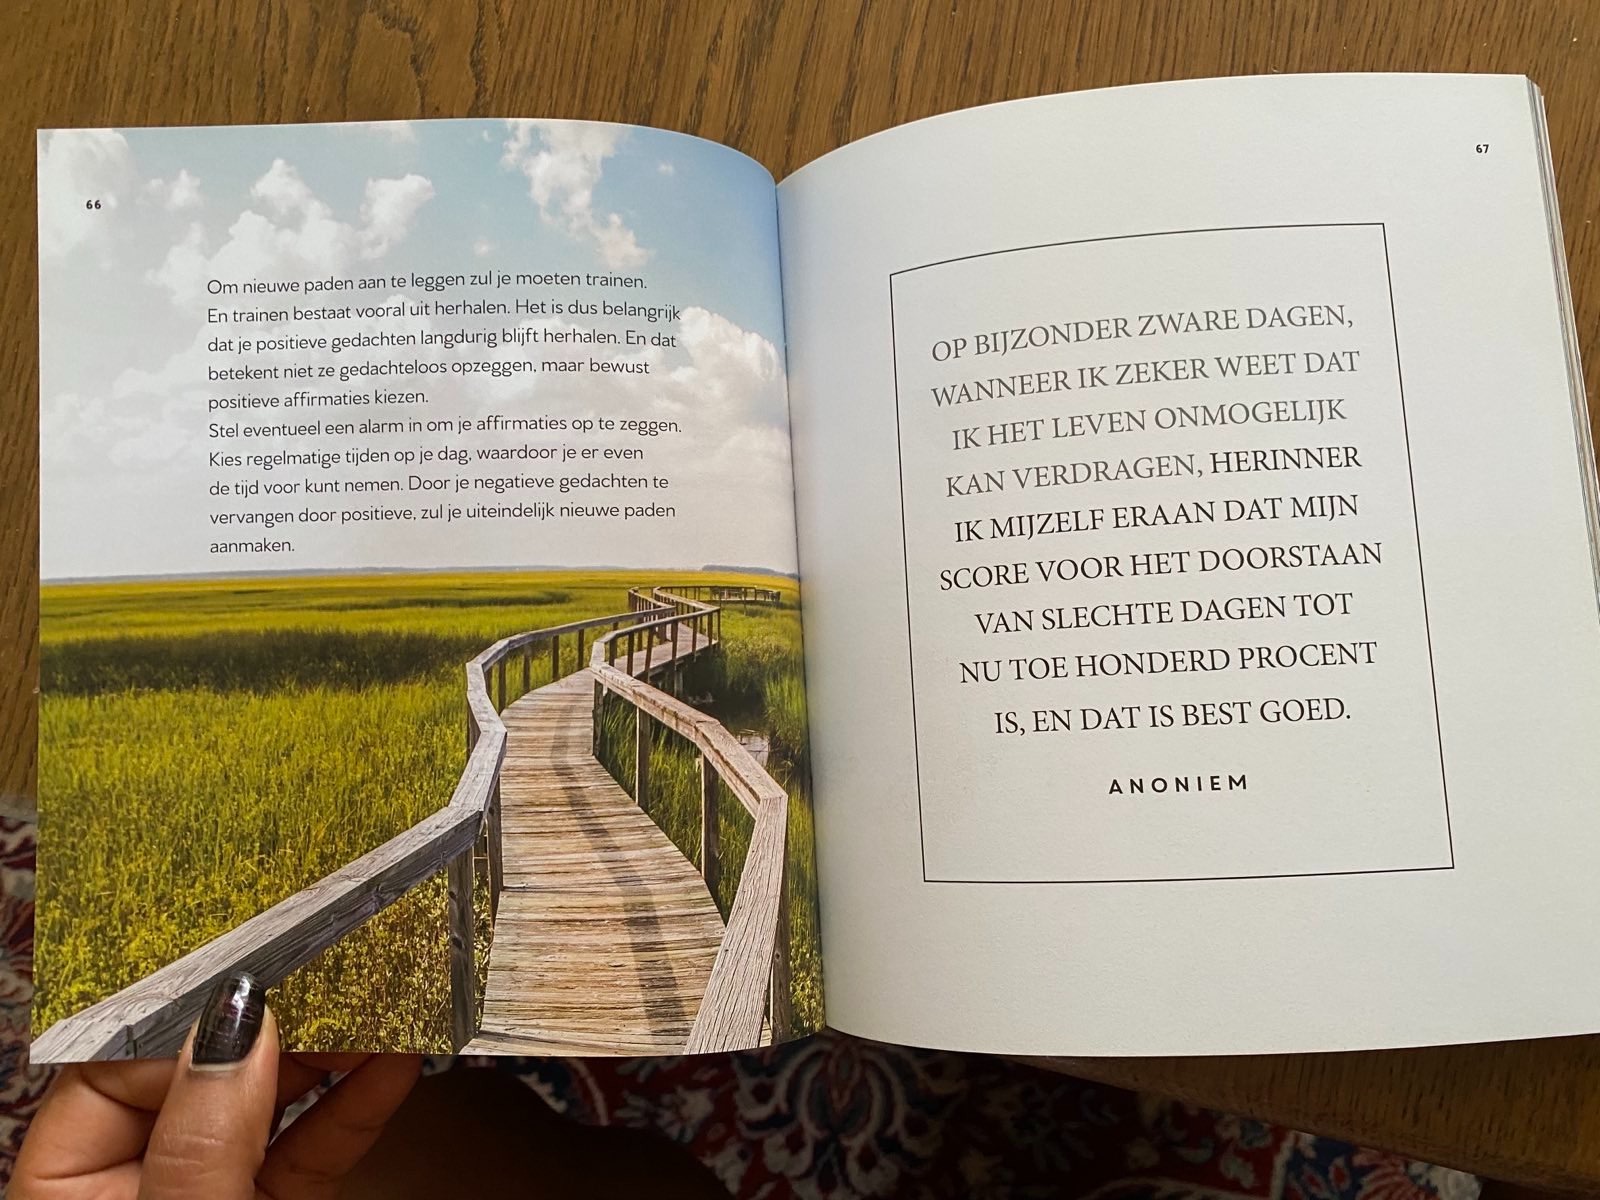 66
Om nieuwe paden aan te leggen zul je moeten trainen.
En trainen bestaat vooral uit herhalen. Het is dus belangrijk
dat je positieve gedachten langdurig blijft herhalen. En dat
betekent niet ze gedachteloos opzeggen, maar bewust
positieve affirmaties kiezen.
Stel eventueel een alarm in om je affirmaties op te zeggen.
Kies regelmatige tijden op je dag, waardoor je er even
de tijd voor kunt nemen. Door je negatieve gedachten te
vervangen door positieve, zul je uiteindelijk nieuwe paden
aanmaken.
67
OP BIJZONDER ZWARE DAGEN,
WANNEER IK ZEKER WEET DAT
IK HET LEVEN ONMOGELIJK
KAN VERDRAGEN, HERINNER
IK MIJZELF ERAAN DAT MIJN
SCORE VOOR HET DOORSTAAN
VAN SLECHTE DAGEN TOT
NU TOE HONDERD PROCENT
IS, EN DAT IS BEST GOED.
ANONIEM